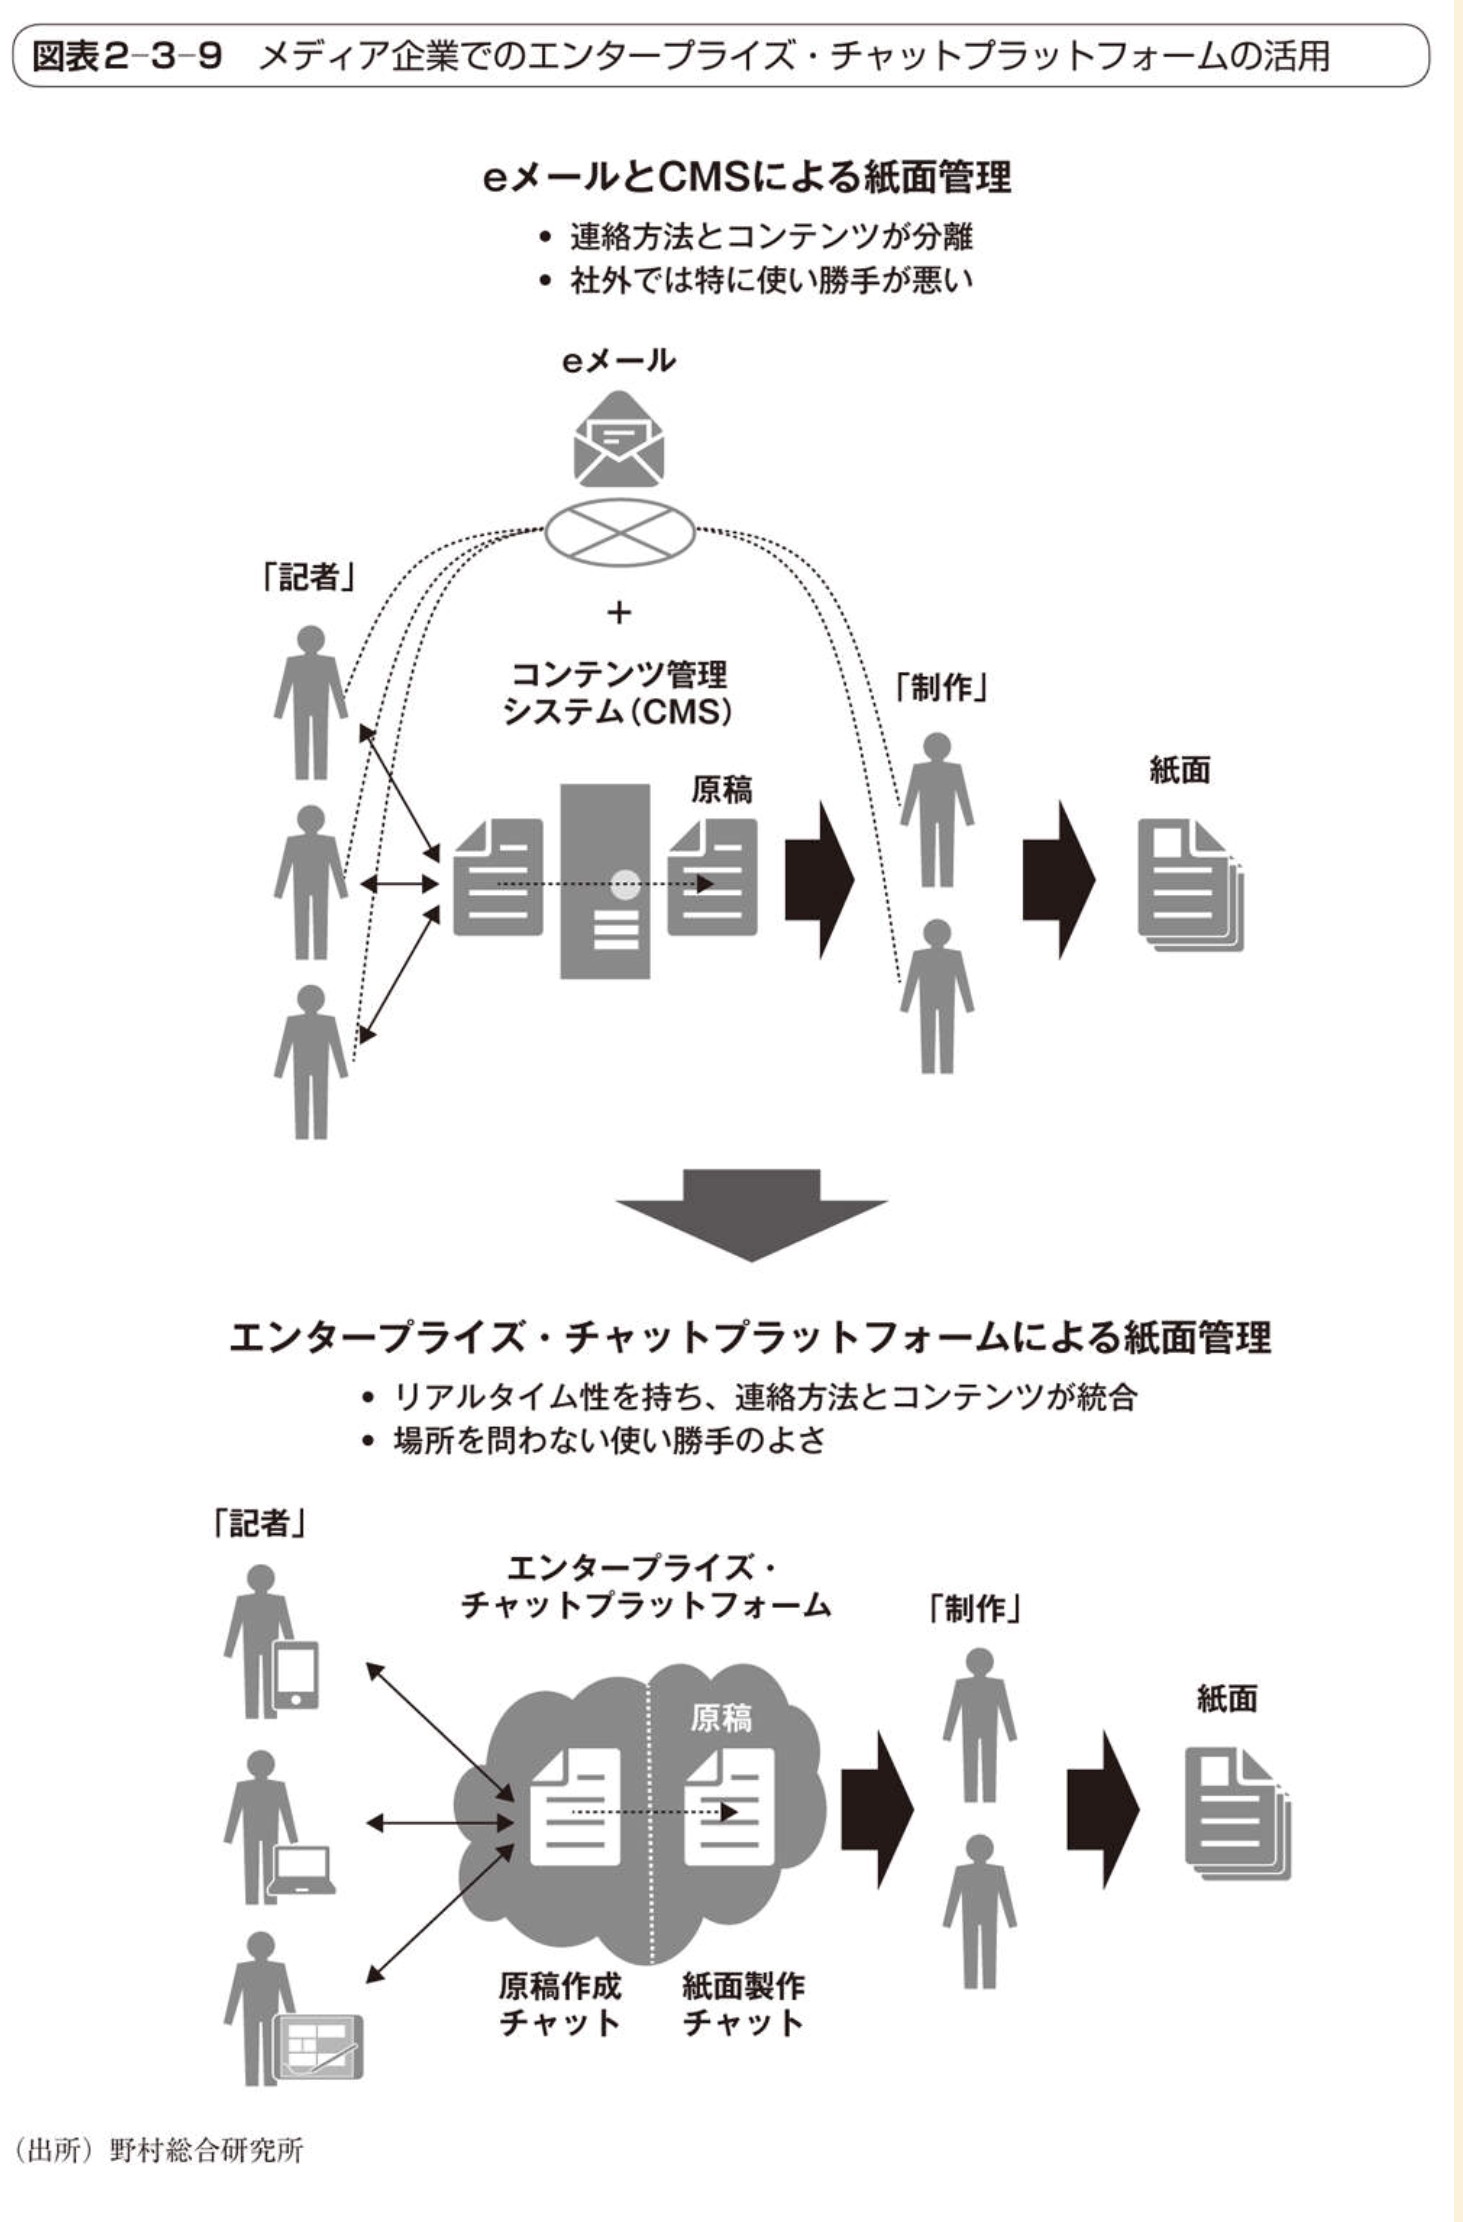 図表2-3-9　メディア企業でのエンタープライズ・チャットプラットフォームの活用
eメールとCMSによる紙面管理
• 連絡方法とコンテンツが分離
• 社外では特に使い勝手が悪い
eメール
「記者」
+
コンテンツ管理
システム（CMS）
「制作」
原稿
紙面
エンタープライズ・チャットプラットフォームによる紙面管理
• リアルタイム性を持ち、連絡方法とコンテンツが統合
• 場所を問わない使い勝手のよさ
「記者」
エンタープライズ・
チャットプラットフォーム
「制作」
原稿
紙面
原稿作成
チャット
紙面製作
チャット
（出所）野村総合研究所